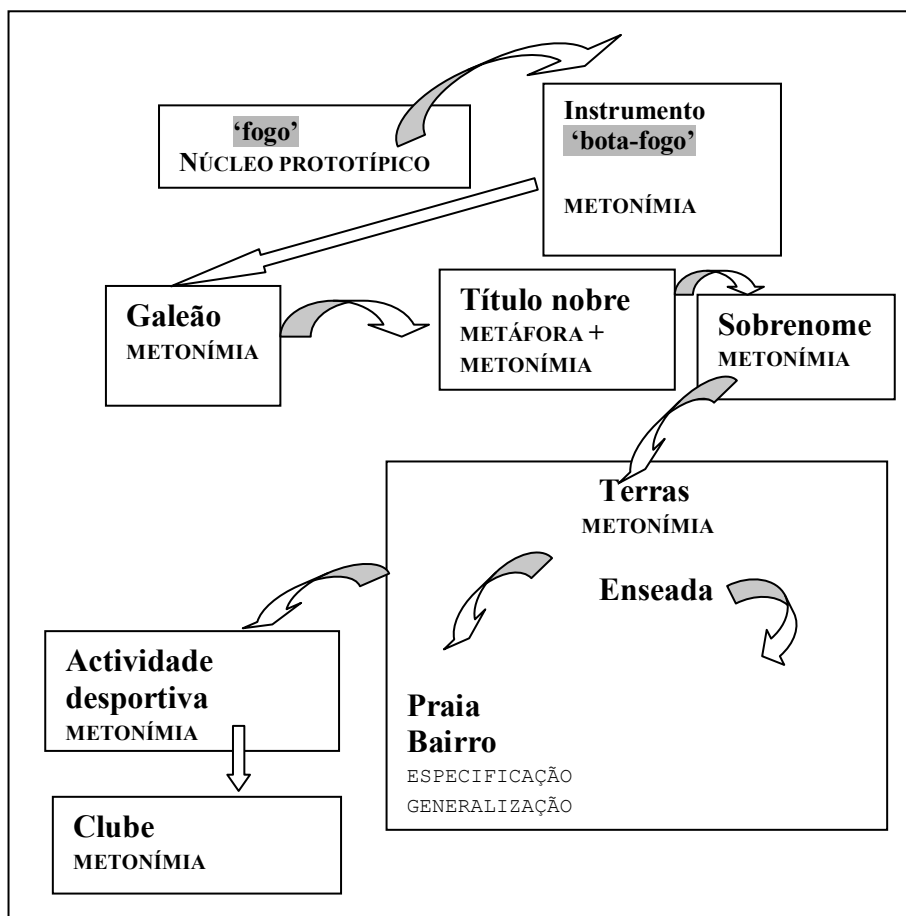 ‘fogo’
NÚCLEO PROTOTÍPICO
Instrumento
‘bota-fogo’
METONÍMIA
Galeão
METONÍMIA
Título nobre
METÁFORA +
METONÍMIA
Sobrenome
METONÍMIA
Terras
METONÍMIA
Enseada
Praia
Bairro
ESPECIFICAÇÃO
GENERALIZAÇÃO
Actividade
desportiva
METONÍMIA
Clube
METONÍMIA